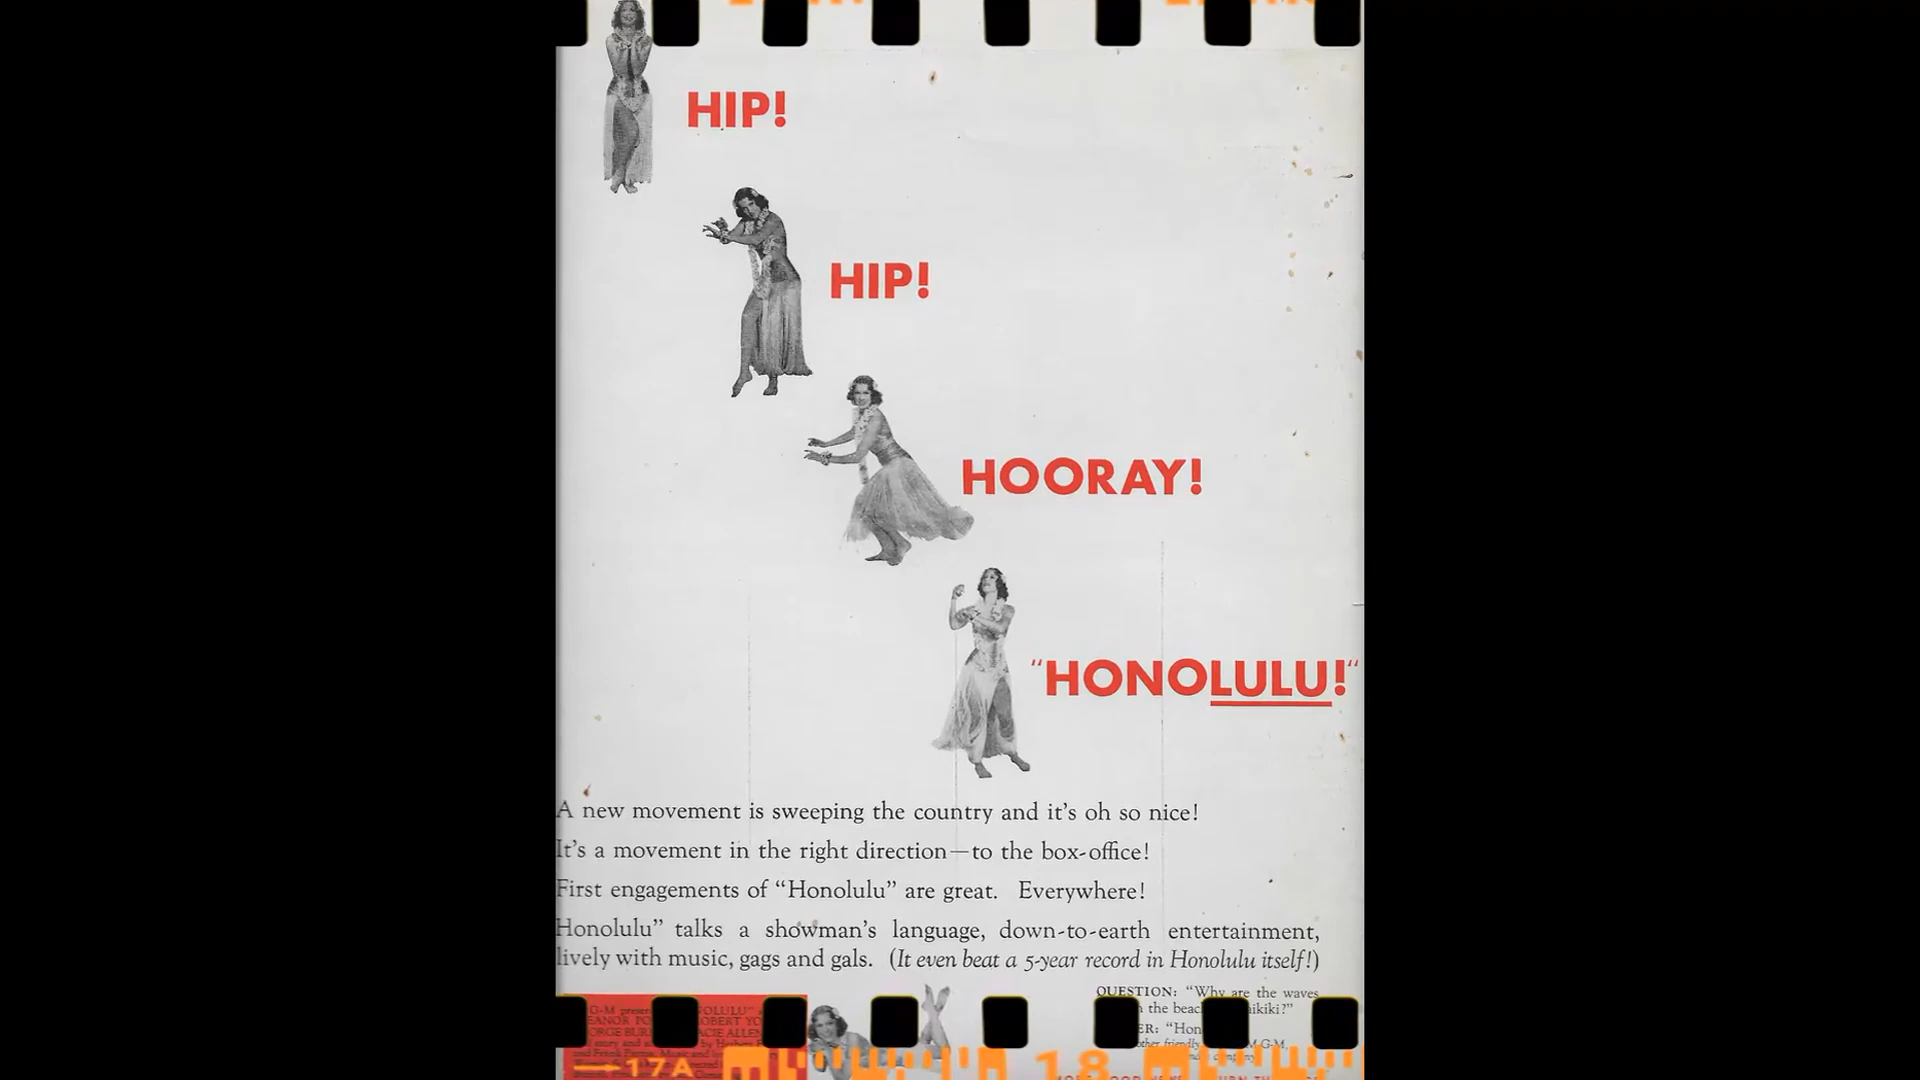 HIP!
HIP!
HOORAY!
"HONOLULU!"
A new movement is sweeping the country and it's oh so nice!
It's a movement in the right direction—to the box-office!
First engagements of "Honolulu" are great. Everywhere!
Honolulu" talks a showman's language, down-to-earth entertainment,
lively with music, gags and gals. (It even beat a 5-year record in Honolulu itself!)
QUESTION: "Why are the waves
the
17A
18